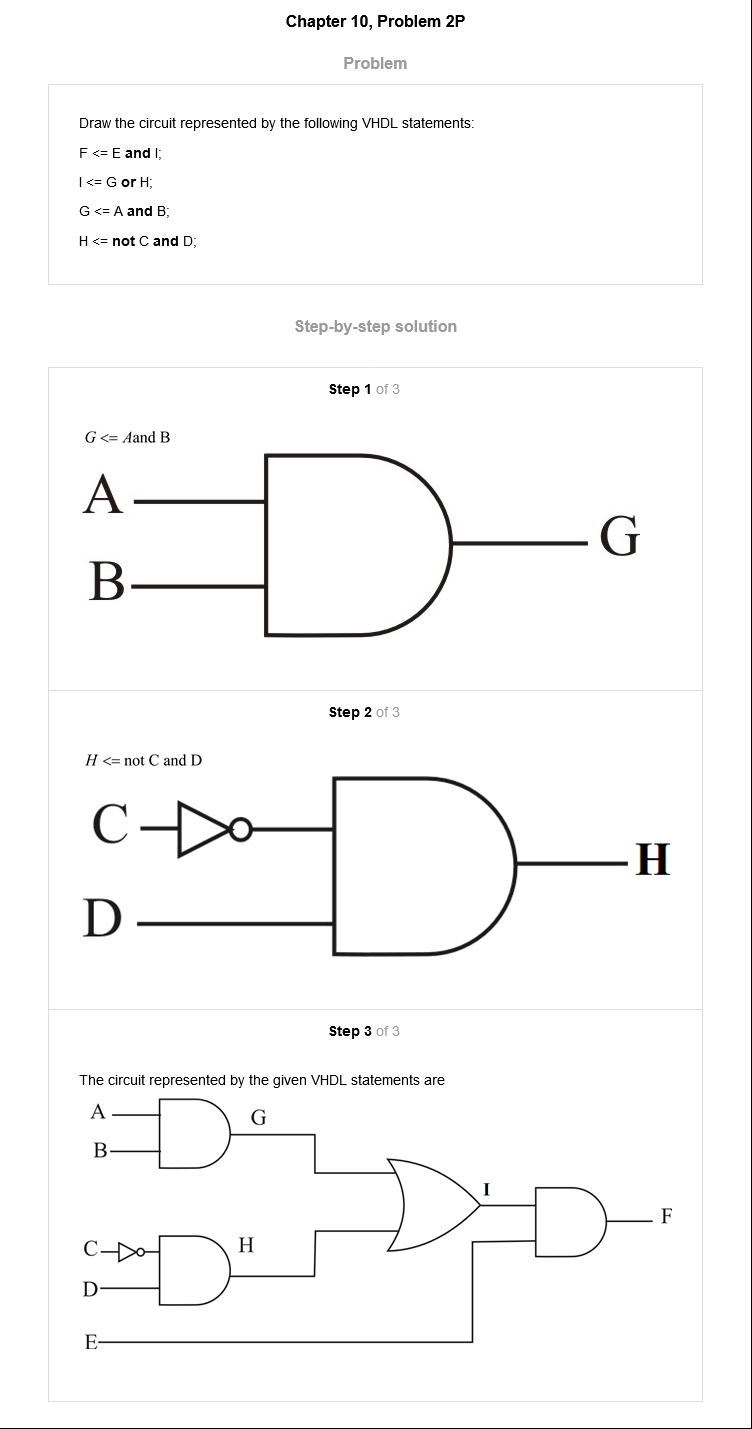 Chapter 10, Problem 2P
Problem
Draw the circuit represented by the following VHDL statements:
F <= E and I;
I <= G or H;
G <= A and B;
H <= not C and D;
Step-by-step solution
Step 1 of 3
G <= Aand B
A
G
B
Step 2 of 3
H <= not C and D
C
H
D
Step 3 of 3
The circuit represented by the given VHDL statements are
A
G
B
I
F
C
H
D
E